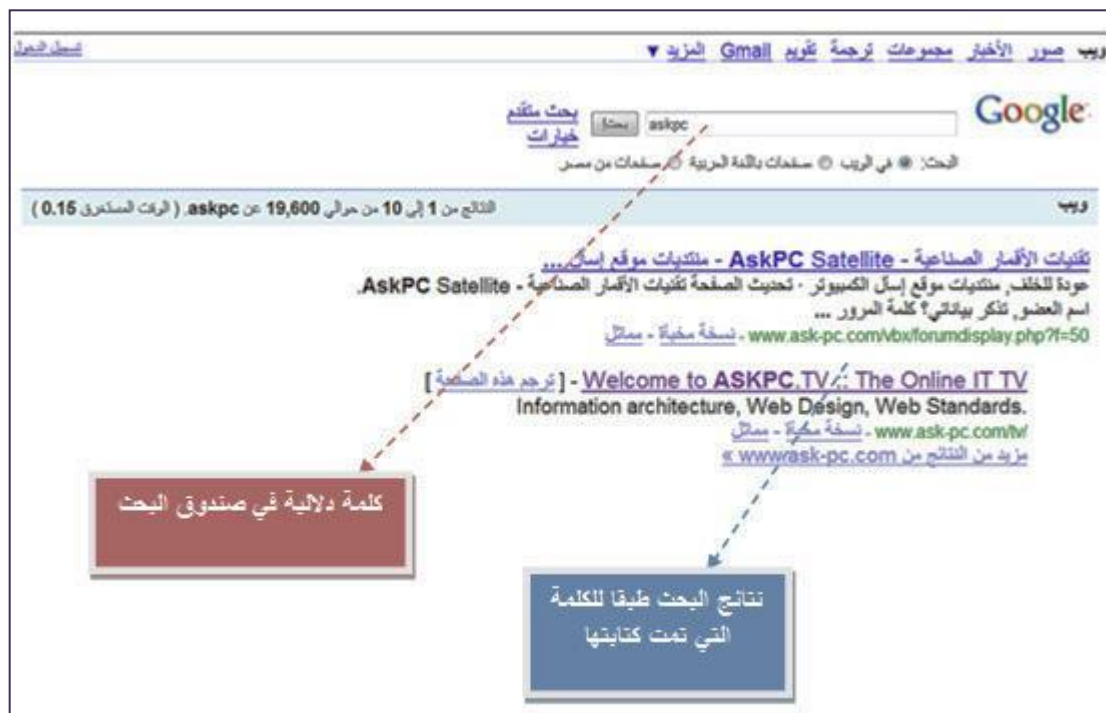 ويب صور الأخبار مجموعات ترجمة تقويم Gmail المزيد ▼
تسجيل الدخول
Google
askpc
بحث!
بحث متقدم
خيارات
البحث: في الويب صفحات باللغة العربية صفحات من مصر
ويب
النتائج من 1 إلى 10 من حوالي 19,600 عن askpc. ( الوقت المستغرق 0.15 )
تقنيات الأقمار الصناعية - AskPC Satellite - منتديات موقع إسأل ...
عودة للخلف, منتديات موقع إسأل الكمبيوتر · تحديث الصفحة تقنيات الأقمار الصناعية - AskPC Satellite.
اسم العضو, تذكر بياناتي؟ كلمة المرور ...
www.ask-pc.com/vbx/forumdisplay.php?f=50 - نسخة مخبأة - مماثل
Welcome to ASKPC.TV .:: The Online IT TV - [ ترجم هذه الصفحة ]
Information architecture, Web Design, Web Standards.
www.ask-pc.com/tv/ - نسخة مخبأة - مماثل
مزيد من النتائج من www.ask-pc.com »
كلمة دلالية في صندوق البحث
نتائج البحث طبقا للكلمة
التي تمت كتابتها